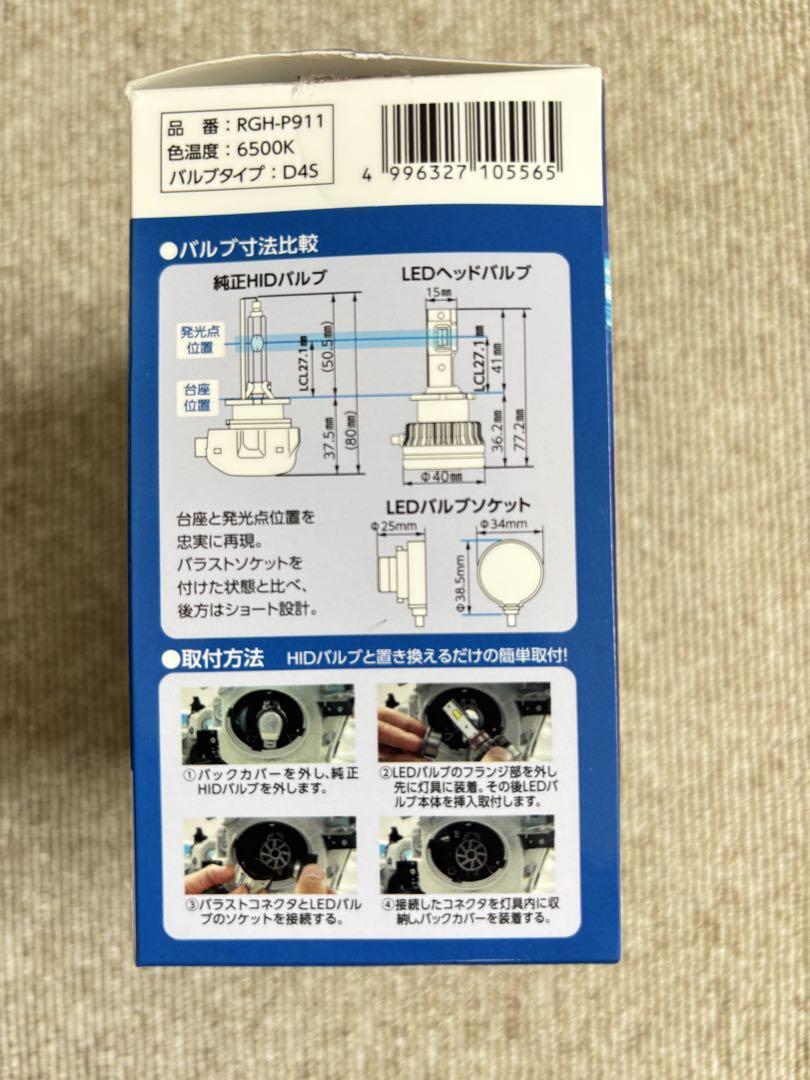 品 番：RGH-P911
色温度：6500K
バルブタイプ：D4S
4 996327 105565
●バルブ寸法比較
純正HIDバルブ
LEDヘッドバルブ
15㎜
発光点
位置
台座
位置
LCL27.1㎜
(50.5㎜)
37.5㎜
(80㎜)
LCL27.1㎜
41㎜
36.2㎜
77.2㎜
Φ40㎜
台座と発光点位置を
忠実に再現。
バラストソケットを
付けた状態と比べ、
後方はショート設計。
LEDバルブソケット
Φ25mm
Φ34mm
Φ38.5mm
●取付方法 HIDバルブと置き換えるだけの簡単取付!
①バックカバーを外し、純正
HIDバルブを外します。
②LEDバルブのフランジ部を外し
先に灯具に装着。その後LEDバ
ルブ本体を挿入取付します。
③バラストコネクタとLEDバル
ブのソケットを接続する。
④接続したコネクタを灯具内に収
納し、バックカバーを装着する。